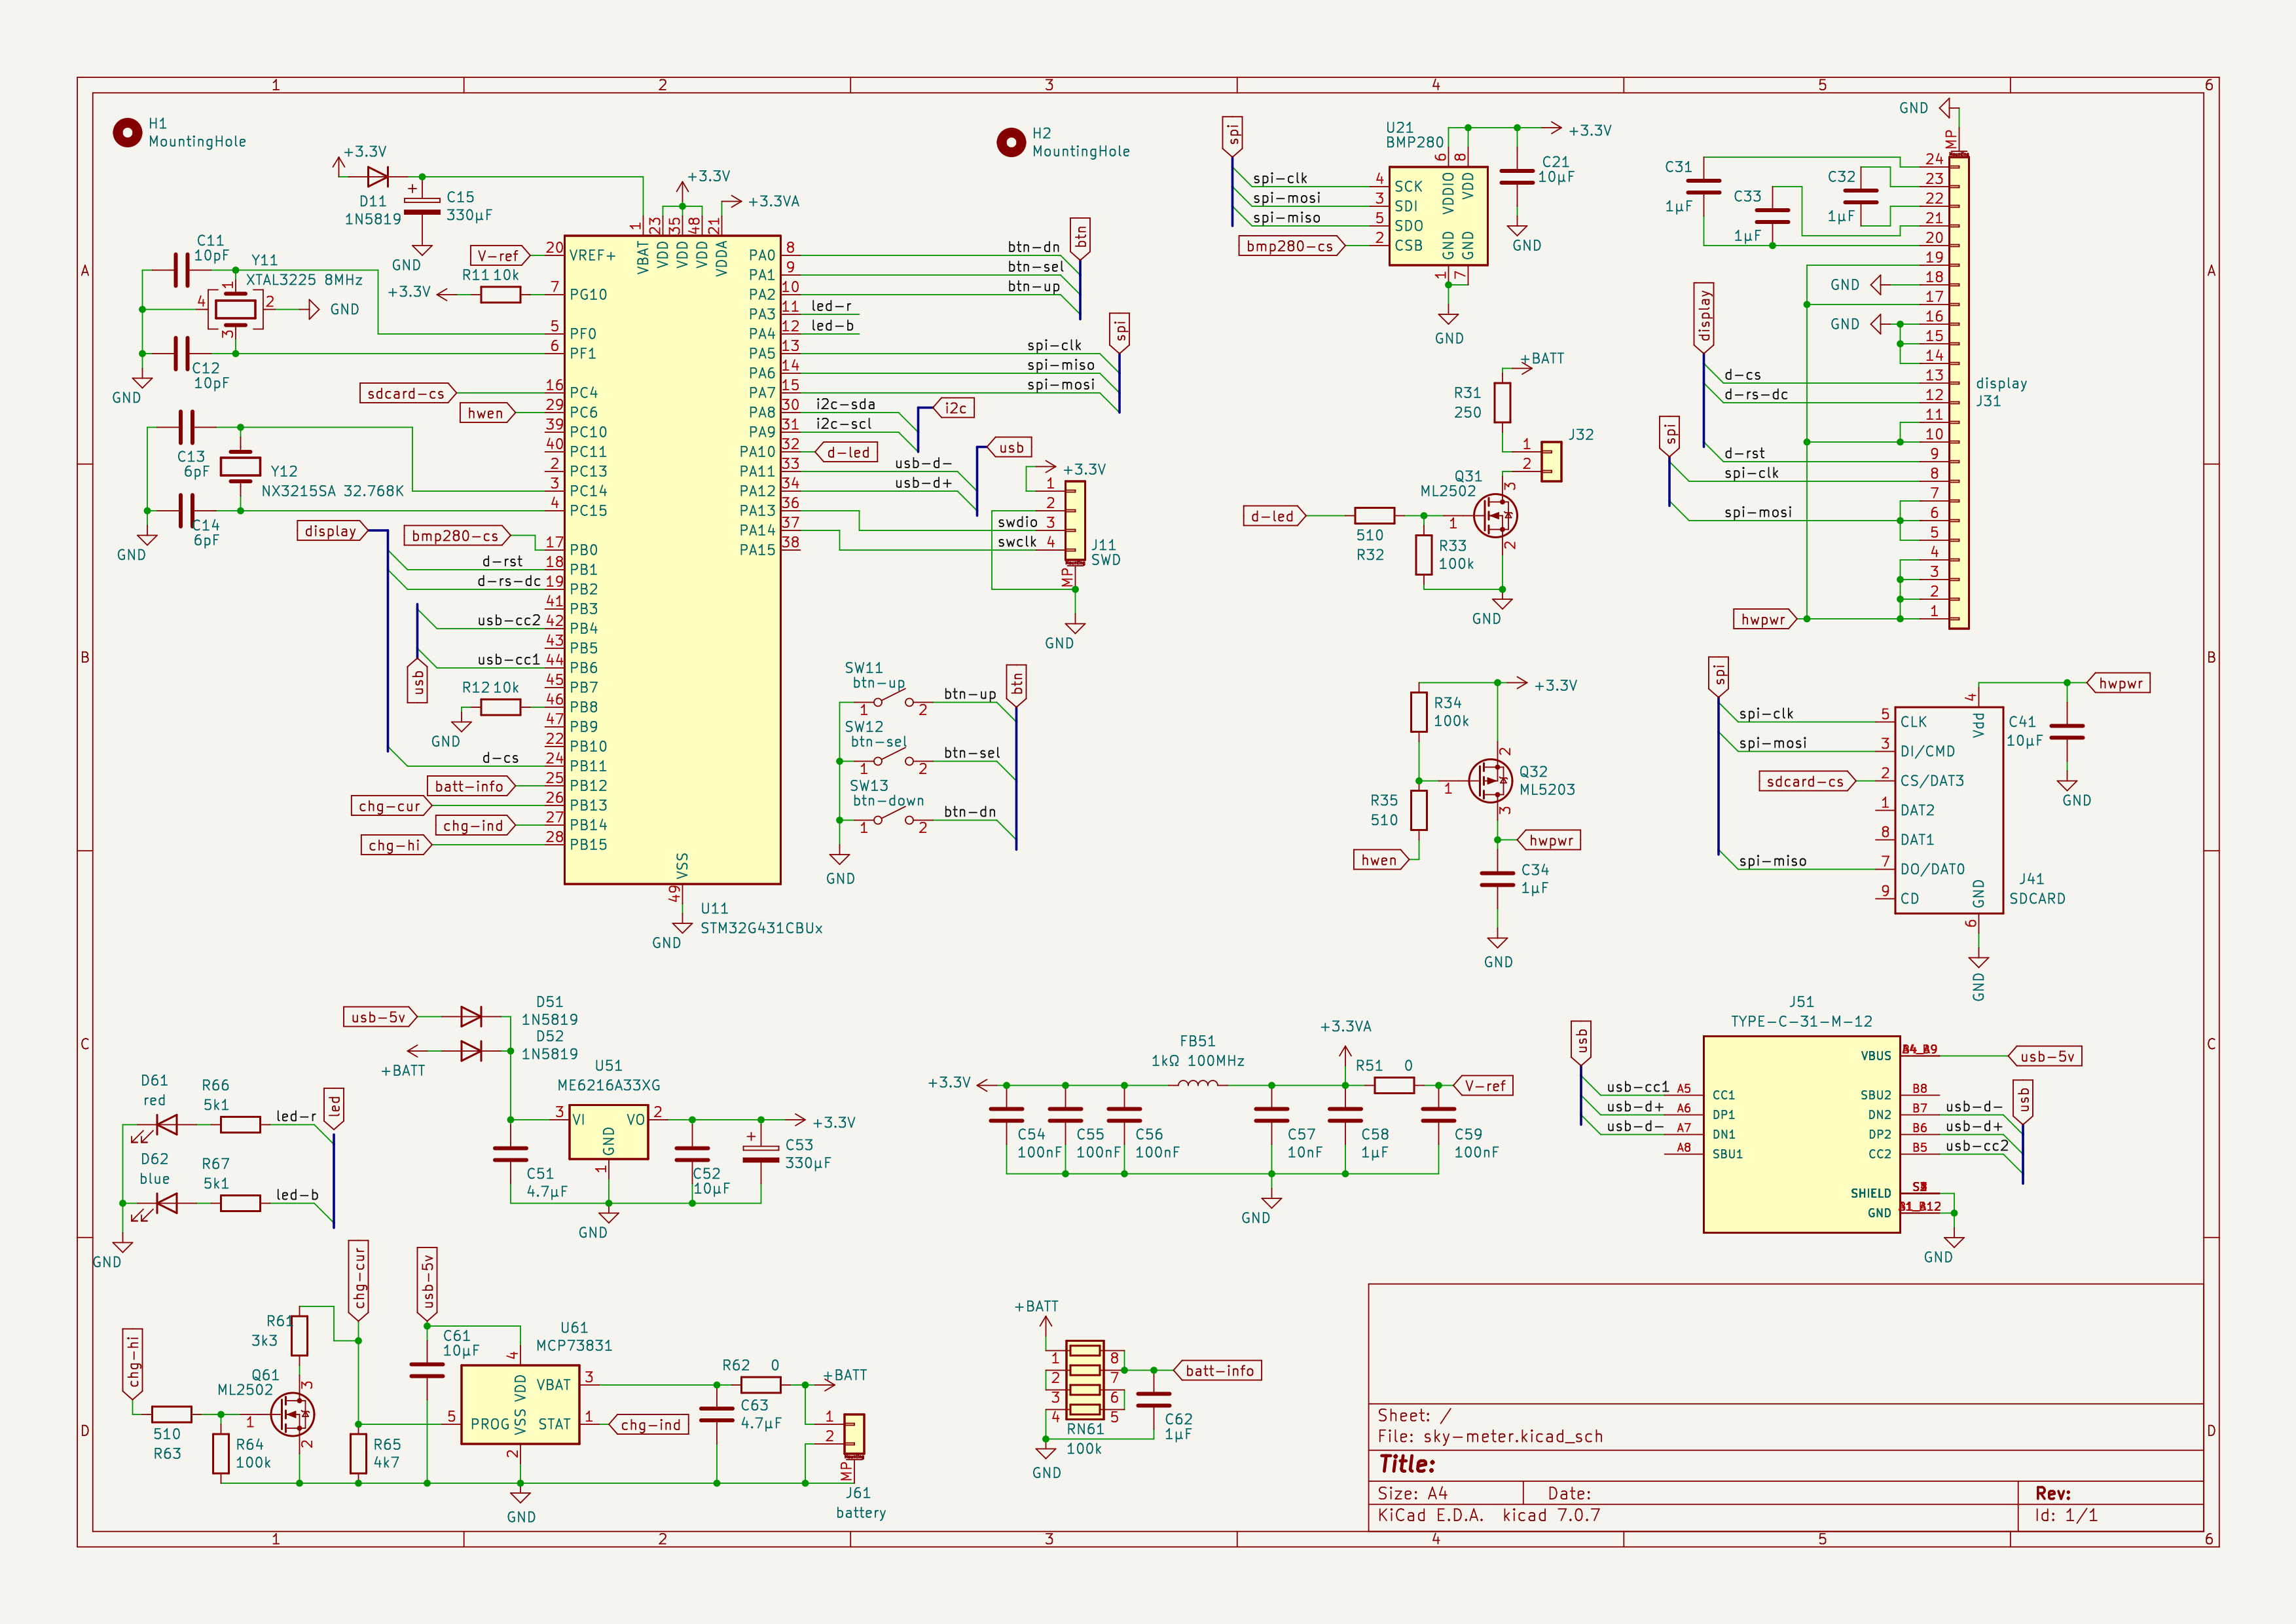 1 2 3 4 5 6
A
B
C
D
H1
MountingHole
H2
MountingHole
+3.3V
D11
1N5819
C15
330µF
GND
+3.3V
+3.3VA
C11
10pF
Y11
XTAL3225 8MHz
1
4
2
3
GND
C12
10pF
GND
C13
6pF
Y12
NX3215SA 32.768K
C14
6pF
GND
V-ref
R11 10k
+3.3V
sdcard-cs
hwen
display
bmp280-cs
d-rst
d-rs-dc
usb-cc2
usb-cc1
usb
R12 10k
GND
d-cs
batt-info
chg-cur
chg-ind
chg-hi
1 VBAT
23 VDD
35 VDD
48 VDD
21 VDDA
20 VREF+
7 PG10
5 PF0
6 PF1
16 PC4
29 PC6
39 PC10
40 PC11
2 PC13
3 PC14
4 PC15
17 PB0
18 PB1
19 PB2
41 PB3
42 PB4
43 PB5
44 PB6
45 PB7
46 PB8
47 PB9
22 PB10
24 PB11
25 PB12
26 PB13
27 PB14
28 PB15
PA0 8 btn-dn
PA1 9 btn-sel
PA2 10 btn-up
PA3 11 led-r
PA4 12 led-b
PA5 13 spi-clk
PA6 14 spi-miso
PA7 15 spi-mosi
PA8 30 i2c-sda
PA9 31 i2c-scl
PA10 32 d-led
PA11 33 usb-d-
PA12 34 usb-d+
PA13 36
PA14 37
PA15 38
VSS
49
GND
U11
STM32G431CBUx
btn
spi
i2c
usb
+3.3V
1
2
swdio 3
swclk 4
J11
SWD
MP
GND
SW11
btn-up
1 2
btn-up
SW12
btn-sel
1 2
btn-sel
SW13
btn-down
1 2
btn-dn
btn
GND
spi
spi-clk
spi-mosi
spi-miso
bmp280-cs
U21
BMP280
4 SCK
3 SDI
5 SDO
2 CSB
6 VDDIO
8 VDD
1 GND
7 GND
+3.3V
C21
10µF
GND
GND
+BATT
R31
250
1
2
J32
Q31
ML2502
d-led
510
R32
1
3
2
R33
100k
GND
+3.3V
R34
100k
2
Q32
ML5203
1
3
R35
510
hwen
hwpwr
C34
1µF
GND
GND
MP
C31
1µF
C33
1µF
C32
1µF
24
23
22
21
20
19
GND 18
17
GND 16
15
14
d-cs 13
d-rs-dc 12
11
10
d-rst 9
spi-clk 8
7
spi-mosi 6
5
4
3
2
hwpwr 1
display
spi
display
J31
spi
spi-clk
spi-mosi
sdcard-cs
spi-miso
5 CLK
3 DI/CMD
2 CS/DAT3
1 DAT2
8 DAT1
7 DO/DAT0
9 CD
4 Vdd
6 GND
GND
hwpwr
C41
10µF
GND
J41
SDCARD
usb-5v
D51
1N5819
D52
1N5819
+BATT
U51
ME6216A33XG
3 VI
VO 2
GND
1
C51
4.7µF
C52
10µF
C53
330µF
+3.3V
GND
+3.3V
FB51
1kΩ 100MHz
+3.3VA
R51 0
V-ref
C54
100nF
C55
100nF
C56
100nF
C57
10nF
C58
1µF
C59
100nF
GND
J51
TYPE-C-31-M-12
usb
usb-cc1 A5 CC1
usb-d+ A6 DP1
usb-d- A7 DN1
A8 SBU1
VBUS
usb-5v
SBU2 B8
DN2 B7 usb-d-
DP2 B6 usb-d+
CC2 B5 usb-cc2
SHIELD
GND
usb
GND
D61
red
R66
5k1
led-r
led
D62
blue
R67
5k1
led-b
GND
chg-hi
chg-cur
usb-5v
R61
3k3
Q61
ML2502
510
R63
1
3
2
R64
100k
R65
4k7
C61
10µF
U61
MCP73831
4 VDD
5 PROG
2 VSS
VBAT 3
STAT 1
chg-ind
R62 0
+BATT
C63
4.7µF
1
2
MP
J61
battery
GND
+BATT
1 8
2 7
3 6
4 5
RN61
100k
GND
batt-info
C62
1µF
Sheet: /
File: sky-meter.kicad_sch
Title:
Size: A4 Date: Rev:
KiCad E.D.A. kicad 7.0.7 Id: 1/1
1 2 3 4 5 6